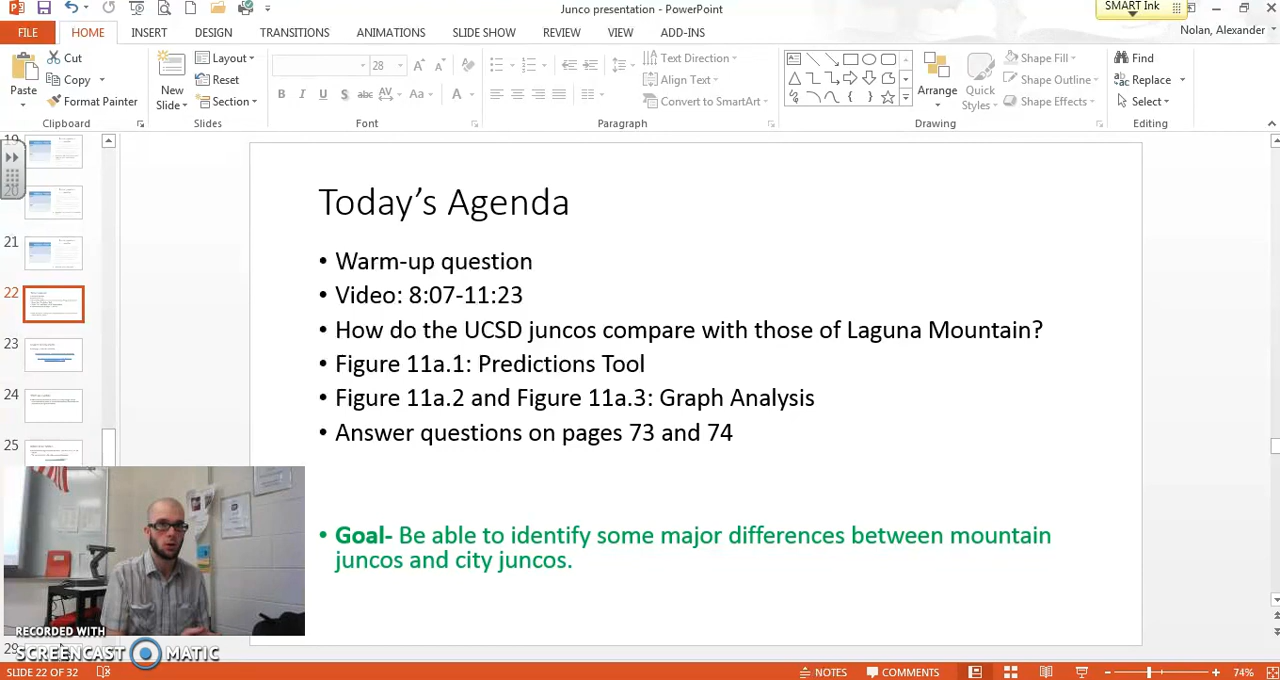 Junco presentation - PowerPoint
SMART Ink
FILE
HOME
INSERT
DESIGN
TRANSITIONS
ANIMATIONS
SLIDE SHOW
REVIEW
VIEW
ADD-INS
Nolan, Alexander
Paste
Cut
Copy
Format Painter
Clipboard
New
Slide
Layout
Reset
Section
Slides
28
B I U S abc AV Aa A
Font
Text Direction
Align Text
Convert to SmartArt
Paragraph
Arrange
Quick
Styles
Shape Fill
Shape Outline
Shape Effects
Drawing
Find
Replace
Select
Editing
19
20
21
22
23
24
25
29
Today's Agenda
• Warm-up question
• Video: 8:07-11:23
• How do the UCSD juncos compare with those of Laguna Mountain?
• Figure 11a.1: Predictions Tool
• Figure 11a.2 and Figure 11a.3: Graph Analysis
• Answer questions on pages 73 and 74
• Goal- Be able to identify some major differences between mountain
juncos and city juncos.
RECORDED WITH
SCREENCAST MATIC
SLIDE 22 OF 32
NOTES
COMMENTS
74%